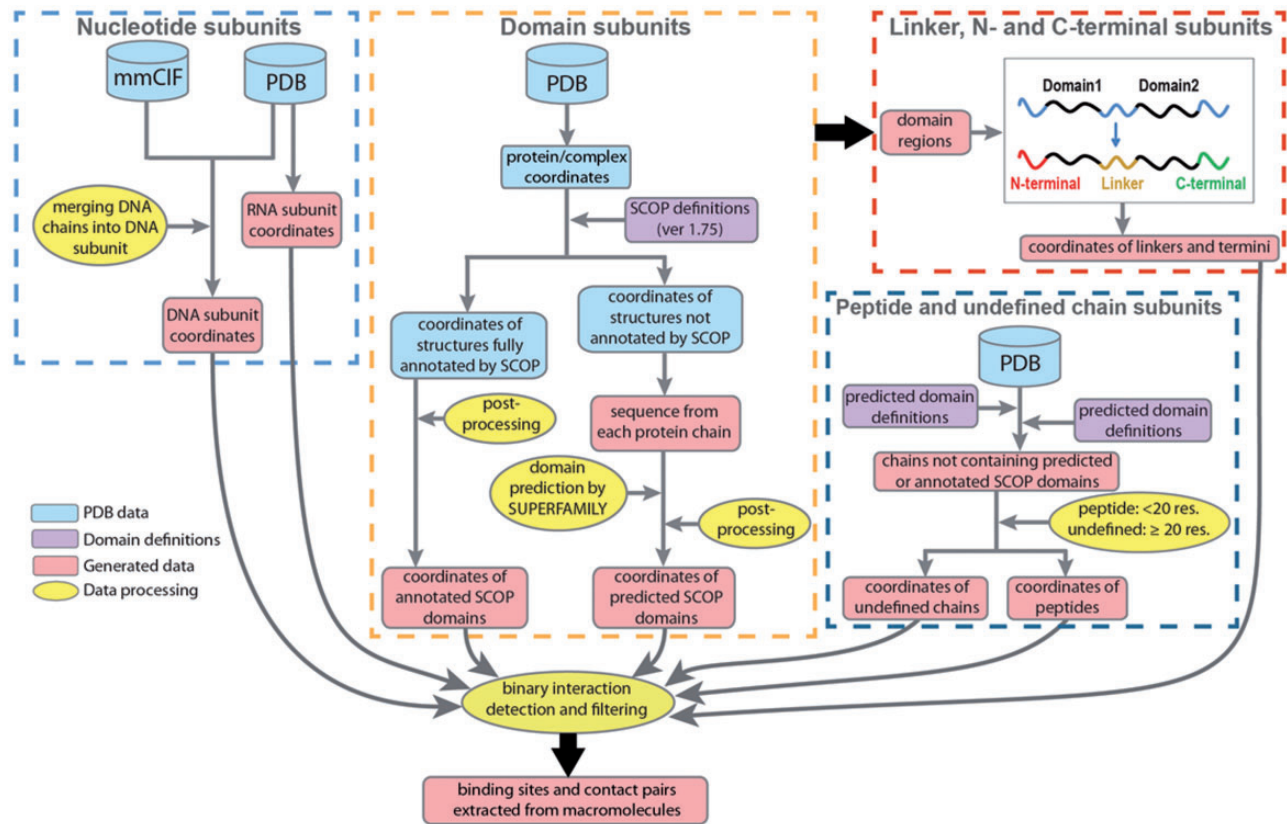 Nucleotide subunits
mmCIF
PDB
merging DNA
chains into DNA
subunit
RNA subunit
coordinates
DNA subunit
coordinates
PDB data
Domain definitions
Generated data
Data processing
Domain subunits
PDB
protein/complex
coordinates
SCOP definitions
(ver 1.75)
coordinates of
structures fully
annotated by SCOP
coordinates of
structures not
annotated by SCOP
post-
processing
sequence from
each protein chain
domain
prediction by
SUPERFAMILY
post-
processing
coordinates of
annotated SCOP
domains
coordinates of
predicted SCOP
domains
Linker, N- and C-terminal subunits
domain
regions
Domain1
Domain2
N-terminal
Linker
C-terminal
coordinates of linkers and termini
Peptide and undefined chain subunits
PDB
predicted domain
definitions
predicted domain
definitions
chains not containing predicted
or annotated SCOP domains
peptide: <20 res.
undefined: ≥ 20 res.
coordinates of
undefined chains
coordinates of
peptides
binary interaction
detection and filtering
binding sites and contact pairs
extracted from macromolecules